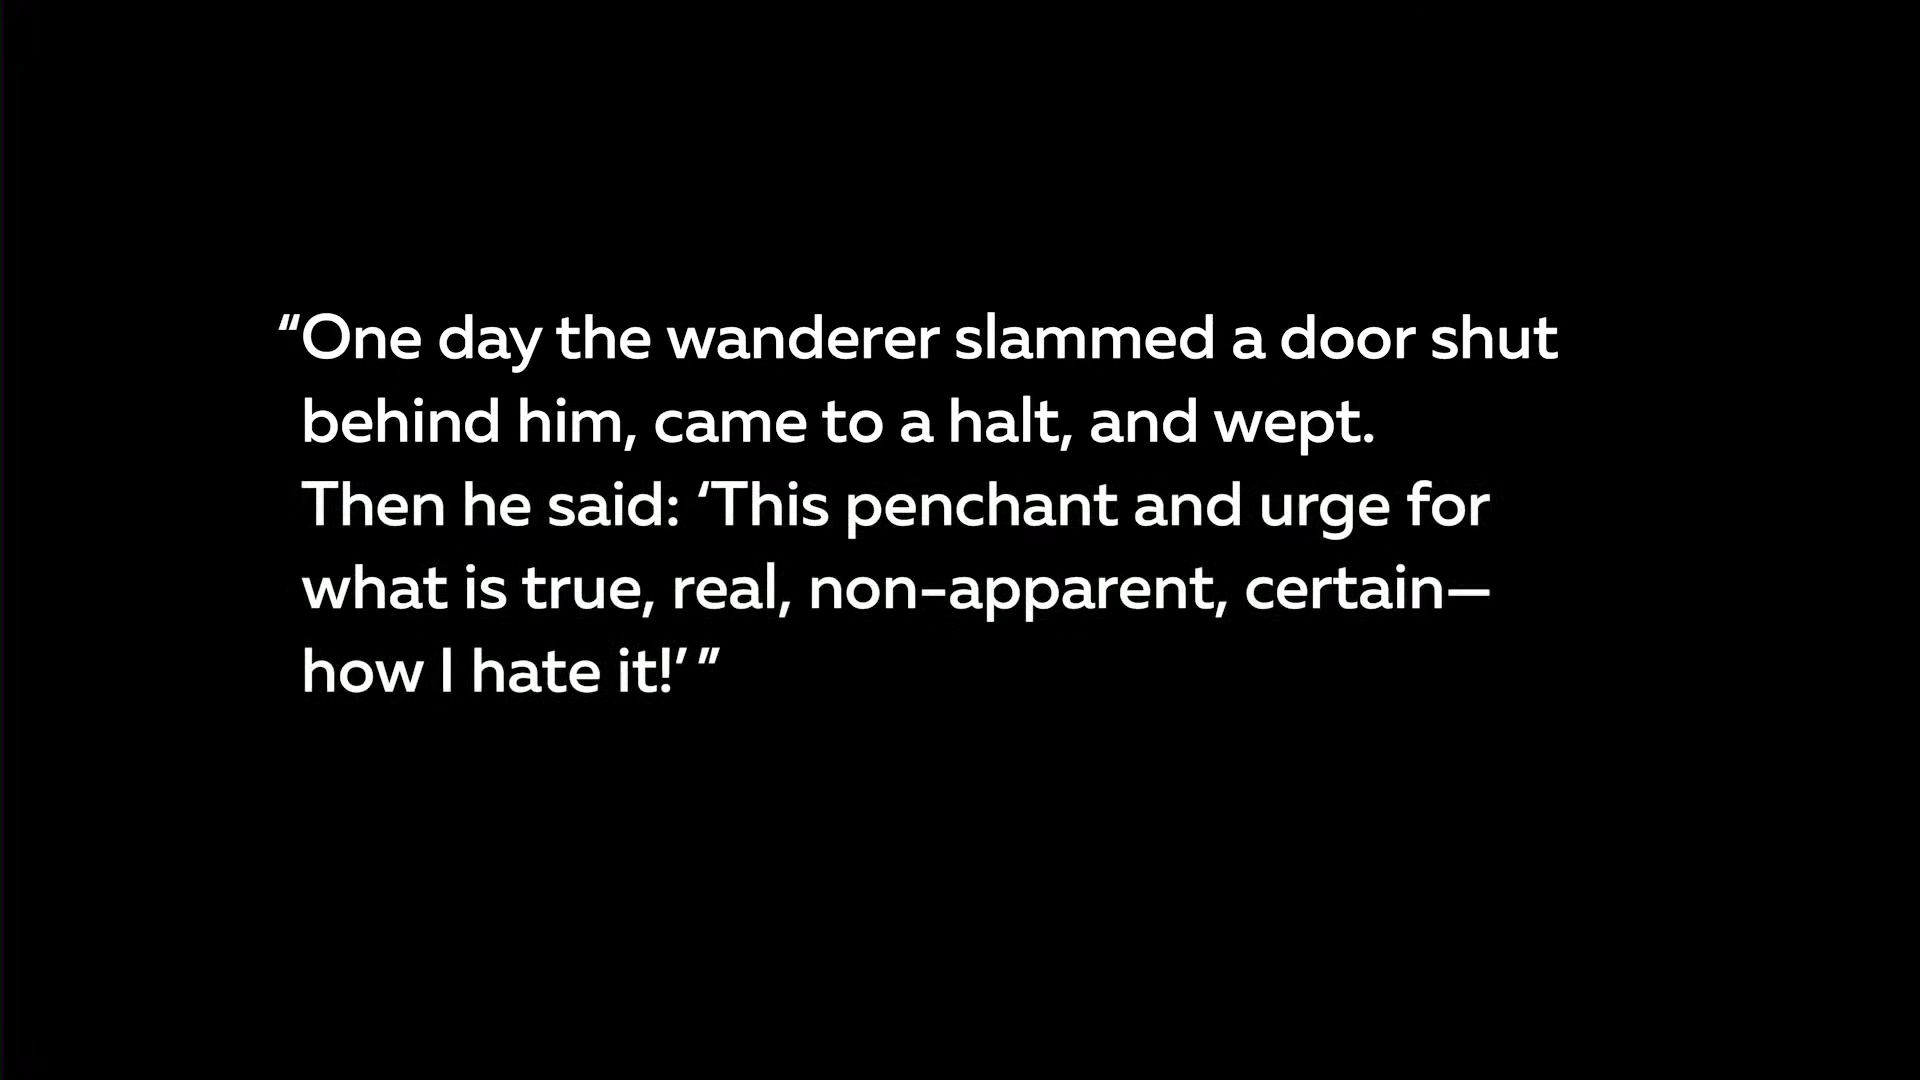 “One day the wanderer slammed a door shut
behind him, came to a halt, and wept.
Then he said: ‘This penchant and urge for
what is true, real, non-apparent, certain—
how I hate it!’ ”